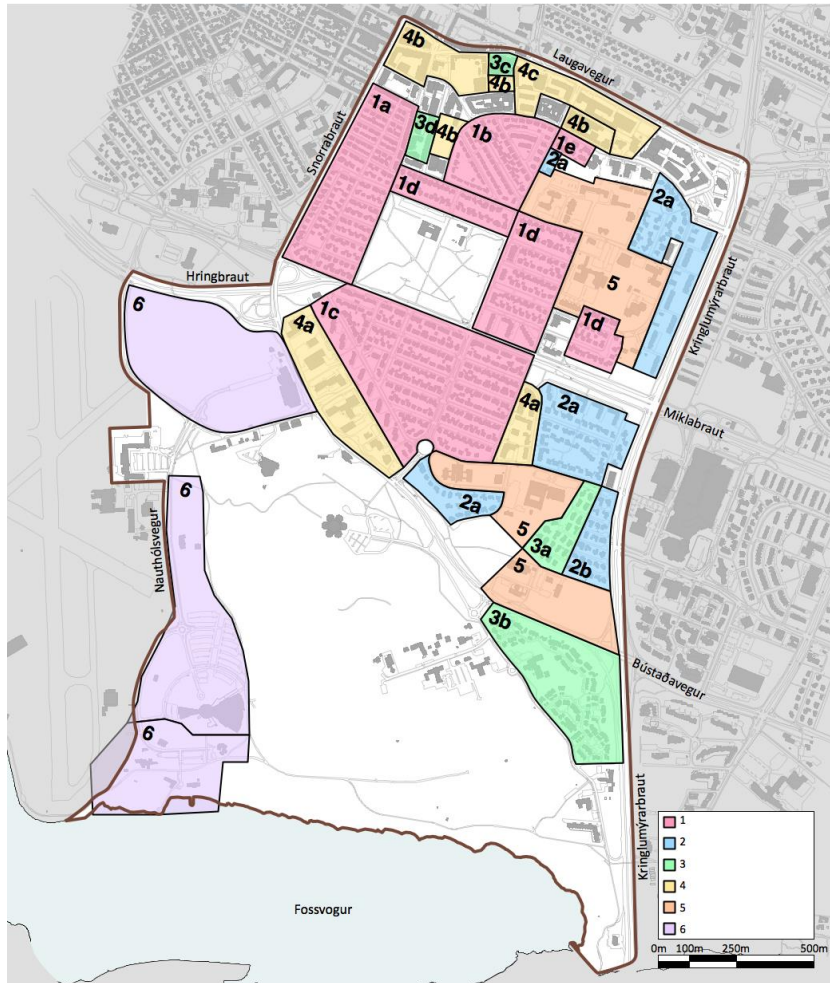 4b
3c
Laugavegur
4c
4b
1a
3d
4b
1b
4b
1e
2a
Snorrabraut
1d
2a
1d
Hringbraut
6
5
1c
4a
1d
Kringlumýrarbraut
4a
2a
Miklabraut
6
2a
5
3a
Nauthólsvegur
5
2b
3b
Bústaðavegur
6
Kringlumýrarbraut
Fossvogur
1
2
3
4
5
6
0m 100m 250m 500m